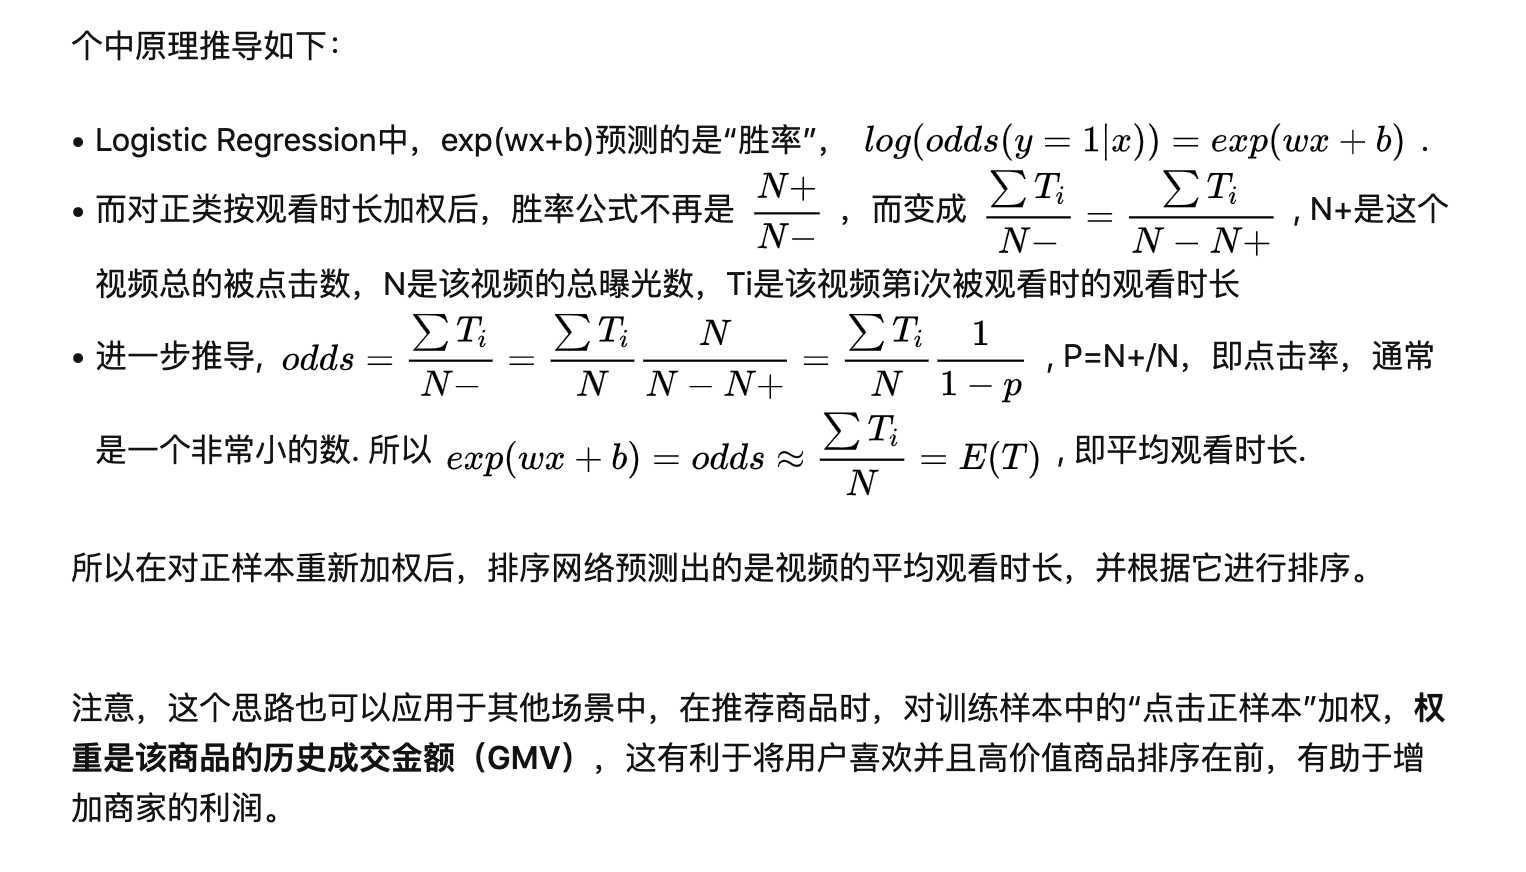 个中原理推导如下：
• Logistic Regression中，exp(wx+b)预测的是“胜率”， log(odds(y = 1|x)) = exp(wx + b) .
• 而对正类按观看时长加权后，胜率公式不再是 \frac{N+}{N-} ，而变成 \frac{\sum T_i}{N-} = \frac{\sum T_i}{N - N+} , N+是这个
视频总的被点击数，N是该视频的总曝光数，Ti是该视频第i次被观看时的观看时长
• 进一步推导，odds = \frac{\sum T_i}{N-} = \frac{\sum T_i}{N} \frac{N}{N - N+} = \frac{\sum T_i}{N} \frac{1}{1 - p} , P=N+/N，即点击率，通常
是一个非常小的数. 所以 exp(wx + b) = odds ≈ \frac{\sum T_i}{N} = E(T) , 即平均观看时长.
所以在对正样本重新加权后，排序网络预测出的是视频的平均观看时长，并根据它进行排序。
注意，这个思路也可以应用于其他场景中，在推荐商品时，对训练样本中的“点击正样本”加权，权
重是该商品的历史成交金额（GMV），这有利于将用户喜欢并且高价值商品排序在前，有助于增
加商家的利润。